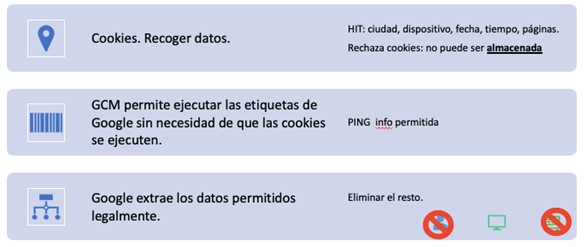 Cookies. Recoger datos.
HIT: ciudad, dispositivo, fecha, tiempo, páginas.
Rechaza cookies: no puede ser almacenada
GCM permite ejecutar las etiquetas de
Google sin necesidad de que las cookies
se ejecuten.
PING info permitida
Google extrae los datos permitidos
legalmente.
Eliminar el resto.